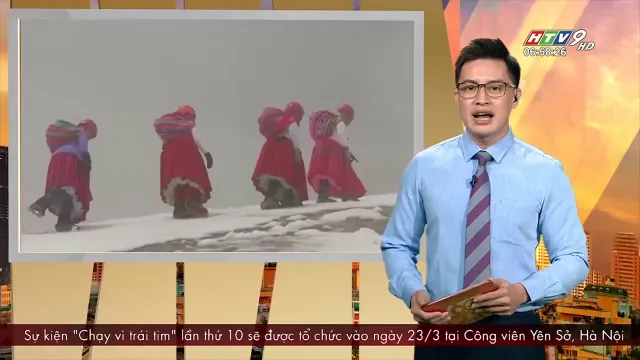 HTV9 HD
06:58:26
Sự kiện "Chạy vì trái tim" lần thứ 10 sẽ được tổ chức vào ngày 23/3 tại Công viên Yên Sở, Hà Nội